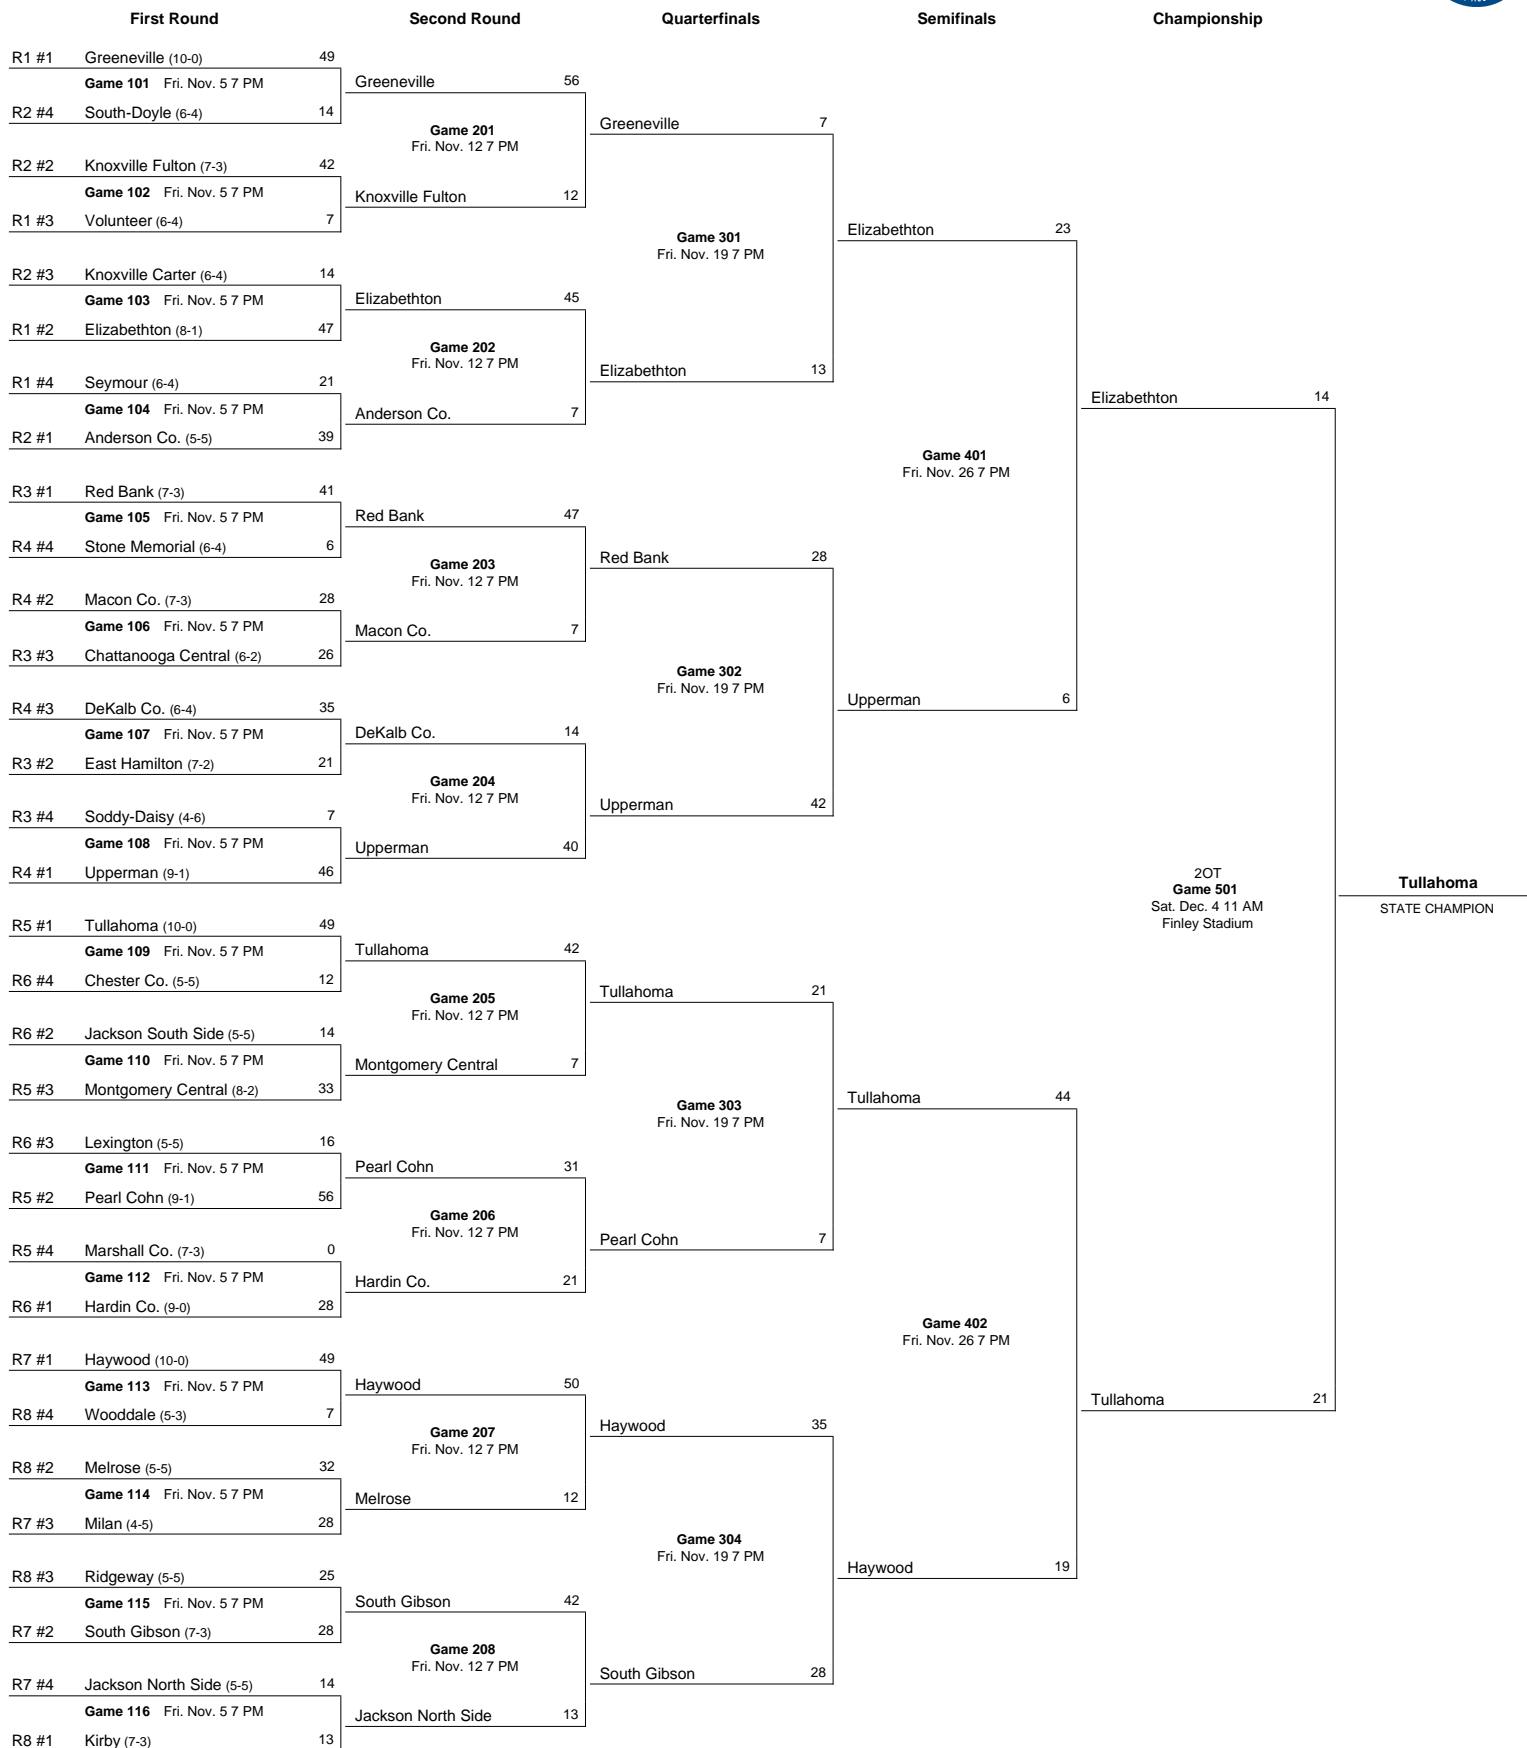 First Round Second Round Quarterfinals Semifinals Championship
R1 #1 Greeneville (10-0) 49
Game 101 Fri. Nov. 5 7 PM
R2 #4 South-Doyle (6-4) 14
R2 #2 Knoxville Fulton (7-3) 42
Game 102 Fri. Nov. 5 7 PM
R1 #3 Volunteer (6-4) 7
R2 #3 Knoxville Carter (6-4) 14
Game 103 Fri. Nov. 5 7 PM
R1 #2 Elizabethton (8-1) 47
R1 #4 Seymour (6-4) 21
Game 104 Fri. Nov. 5 7 PM
R2 #1 Anderson Co. (5-5) 39
R3 #1 Red Bank (7-3) 41
Game 105 Fri. Nov. 5 7 PM
R4 #4 Stone Memorial (6-4) 6
R4 #2 Macon Co. (7-3) 28
Game 106 Fri. Nov. 5 7 PM
R3 #3 Chattanooga Central (6-2) 26
R4 #3 DeKalb Co. (6-4) 35
Game 107 Fri. Nov. 5 7 PM
R3 #2 East Hamilton (7-2) 21
R3 #4 Soddy-Daisy (4-6) 7
Game 108 Fri. Nov. 5 7 PM
R4 #1 Upperman (9-1) 46
R5 #1 Tullahoma (10-0) 49
Game 109 Fri. Nov. 5 7 PM
R6 #4 Chester Co. (5-5) 12
R6 #2 Jackson South Side (5-5) 14
Game 110 Fri. Nov. 5 7 PM
R5 #3 Montgomery Central (8-2) 33
R6 #3 Lexington (5-5) 16
Game 111 Fri. Nov. 5 7 PM
R5 #2 Pearl Cohn (9-1) 56
R5 #4 Marshall Co. (7-3) 0
Game 112 Fri. Nov. 5 7 PM
R6 #1 Hardin Co. (9-0) 28
R7 #1 Haywood (10-0) 49
Game 113 Fri. Nov. 5 7 PM
R8 #4 Wooddale (5-3) 7
R8 #2 Melrose (5-5) 32
Game 114 Fri. Nov. 5 7 PM
R7 #3 Milan (4-5) 28
R8 #3 Ridgeway (5-5) 25
Game 115 Fri. Nov. 5 7 PM
R7 #2 South Gibson (7-3) 28
R7 #4 Jackson North Side (5-5) 14
Game 116 Fri. Nov. 5 7 PM
R8 #1 Kirby (7-3) 13
Greeneville 56
Game 201
Fri. Nov. 12 7 PM
Knoxville Fulton 12
Elizabethton 45
Game 202
Fri. Nov. 12 7 PM
Anderson Co. 7
Red Bank 47
Game 203
Fri. Nov. 12 7 PM
Macon Co. 7
DeKalb Co. 14
Game 204
Fri. Nov. 12 7 PM
Upperman 40
Tullahoma 42
Game 205
Fri. Nov. 12 7 PM
Montgomery Central 7
Pearl Cohn 31
Game 206
Fri. Nov. 12 7 PM
Hardin Co. 21
Haywood 50
Game 207
Fri. Nov. 12 7 PM
Melrose 12
South Gibson 42
Game 208
Fri. Nov. 12 7 PM
Jackson North Side 13
Greeneville 7
Game 301
Fri. Nov. 19 7 PM
Elizabethton 13
Red Bank 28
Game 302
Fri. Nov. 19 7 PM
Upperman 42
Tullahoma 21
Game 303
Fri. Nov. 19 7 PM
Pearl Cohn 7
Haywood 35
Game 304
Fri. Nov. 19 7 PM
South Gibson 28
Elizabethton 23
Game 401
Fri. Nov. 26 7 PM
Upperman 6
Tullahoma 44
Game 402
Fri. Nov. 26 7 PM
Haywood 19
Elizabethton 14
2OT
Game 501
Sat. Dec. 4 11 AM
Finley Stadium
Tullahoma 21
Tullahoma
STATE CHAMPION